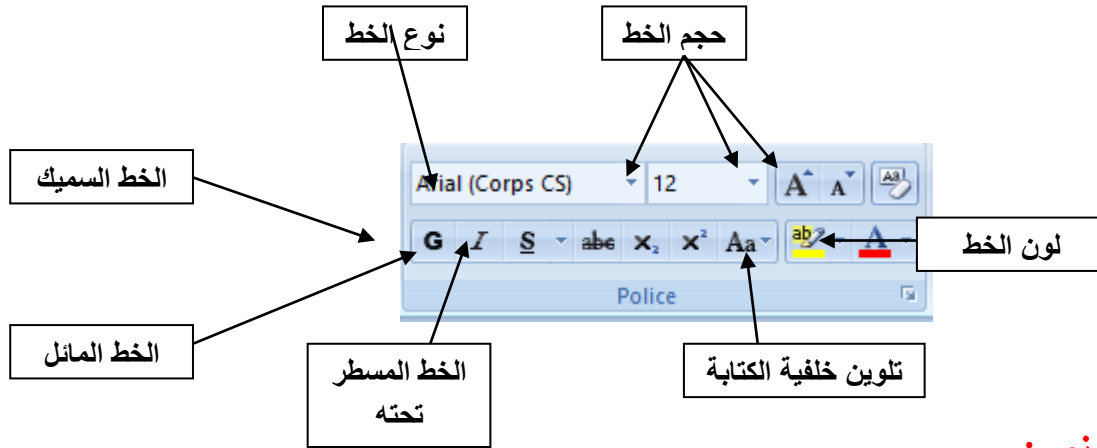 حجم الخط
نوع الخط
الخط السميك
Arial (Corps CS) 12 A A Aa
G I S abc x₂ x² Aa ab A
لون الخط
Police
الخط المائل
الخط المسطر
تحته
تلوين خلفية الكتابة